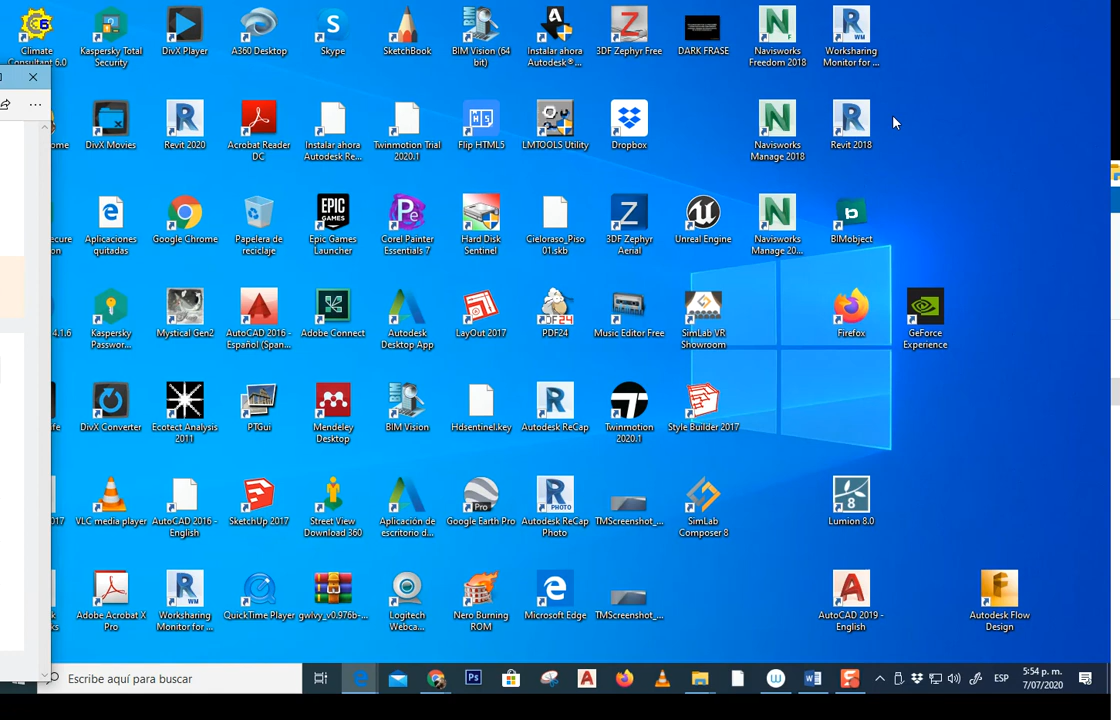 Climate
Consultant 6.0
Kaspersky Total
Security
DivX Player
A360 Desktop
Skype
SketchBook
BIM Vision (64
bit)
Instalar ahora
Autodesk®...
3DF Zephyr Free
DARK FRASE
Navisworks
Freedom 2018
Worksharing
Monitor for ...
ome
DivX Movies
Revit 2020
Acrobat Reader
DC
Instalar ahora
Autodesk Re...
Twinmotion Trial
2020.1
Flip HTML5
LMTOOLS Utility
Dropbox
Navisworks
Manage 2018
Revit 2018
ecure
on
Aplicaciones
quitadas
Google Chrome
Papelera de
reciclaje
Epic Games
Launcher
Corel Painter
Essentials 7
Hard Disk
Sentinel
Cieloraso_Piso
01.skb
3DF Zephyr
Aerial
Unreal Engine
Navisworks
Manage 20...
BIMobject
4.1.6
Kaspersky
Passwor...
Mystical Gen2
AutoCAD 2016 -
Español (Span...
Adobe Connect
Autodesk
Desktop App
LayOut 2017
PDF24
Music Editor Free
SimLab VR
Showroom
Firefox
GeForce
Experience
ife
DivX Converter
Ecotect Analysis
2011
PTGui
Mendeley
Desktop
BIM Vision
Hdsentinel.key
Autodesk ReCap
Twinmotion
2020.1
Style Builder 2017
017
VLC media player
AutoCAD 2016 -
English
SketchUp 2017
Street View
Download 360
Aplicación de
escritorio d...
Google Earth Pro
Autodesk ReCap
Photo
TMScreenshot_...
SimLab
Composer 8
Lumion 8.0
k
ks
Adobe Acrobat X
Pro
Worksharing
Monitor for ...
QuickTime Player
gwivy_v0.976b-...
Logitech
Webca...
Nero Burning
ROM
Microsoft Edge
TMScreenshot_...
AutoCAD 2019 -
English
Autodesk Flow
Design
Escribe aquí para buscar
ESP
5:54 p. m.
7/07/2020